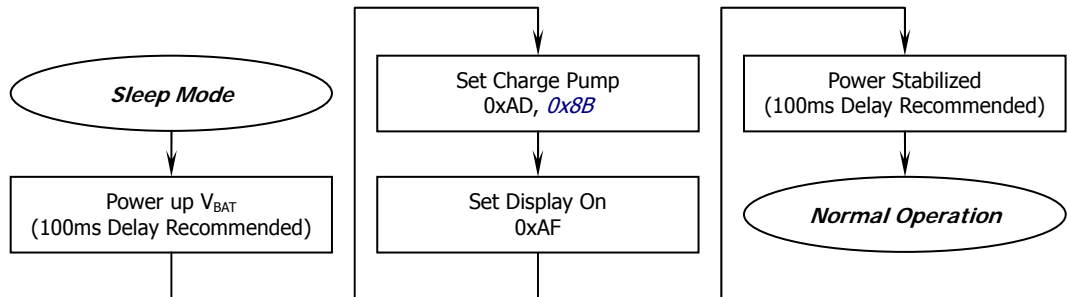 Sleep Mode
Power up VBAT
(100ms Delay Recommended)
Set Charge Pump
0xAD, 0x8B
Set Display On
0xAF
Power Stabilized
(100ms Delay Recommended)
Normal Operation